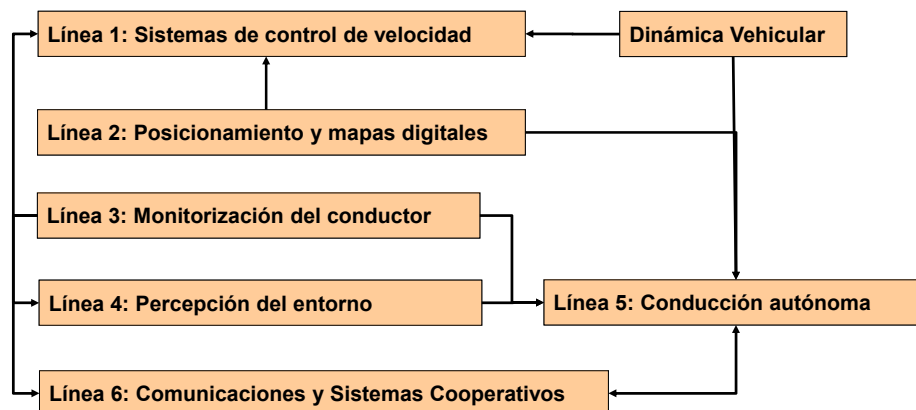 Línea 1: Sistemas de control de velocidad
Dinámica Vehicular
Línea 2: Posicionamiento y mapas digitales
Línea 3: Monitorización del conductor
Línea 4: Percepción del entorno
Línea 5: Conducción autónoma
Línea 6: Comunicaciones y Sistemas Cooperativos